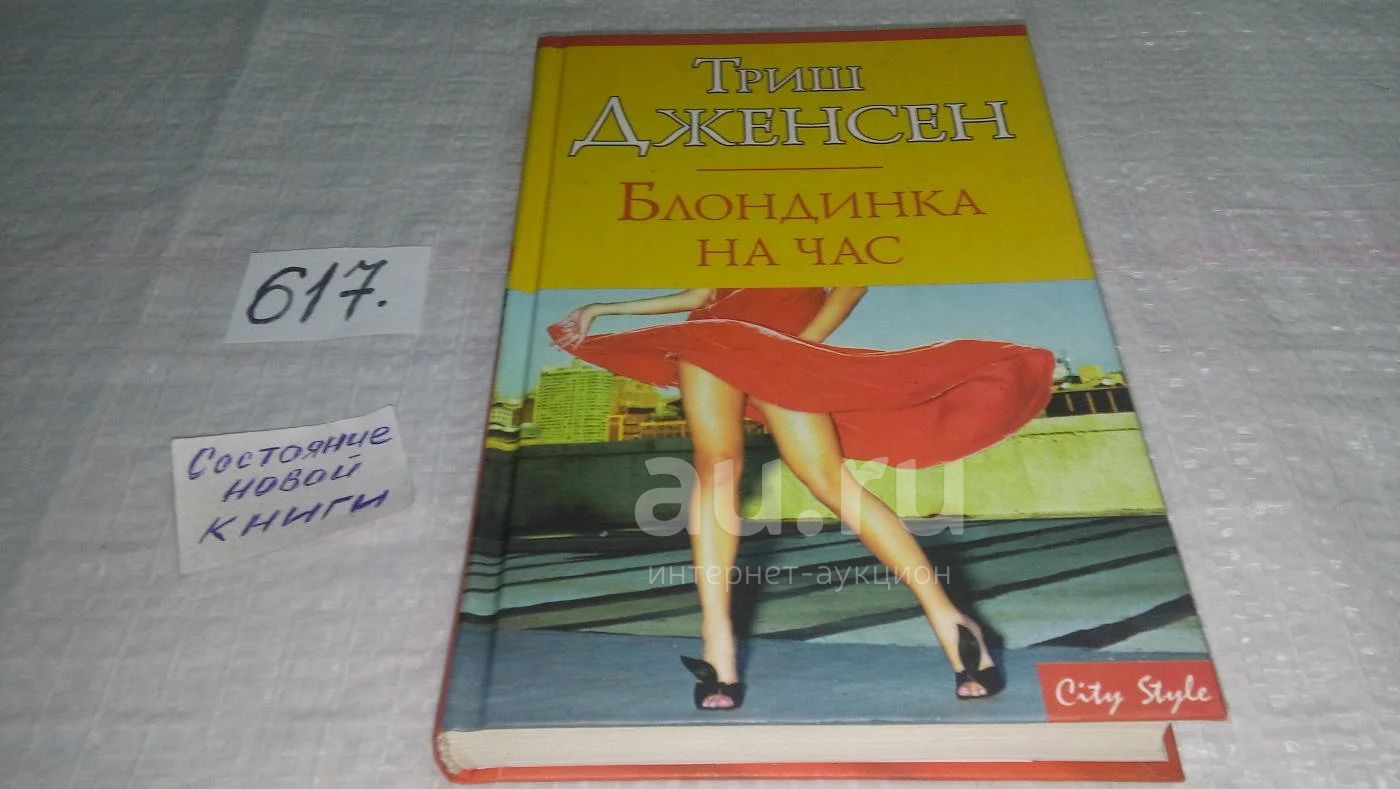 Триш
Дженсен
Блондинка
на час
617.
Состояние
новой
книги
au.ru
интернет-аукцион
City Style